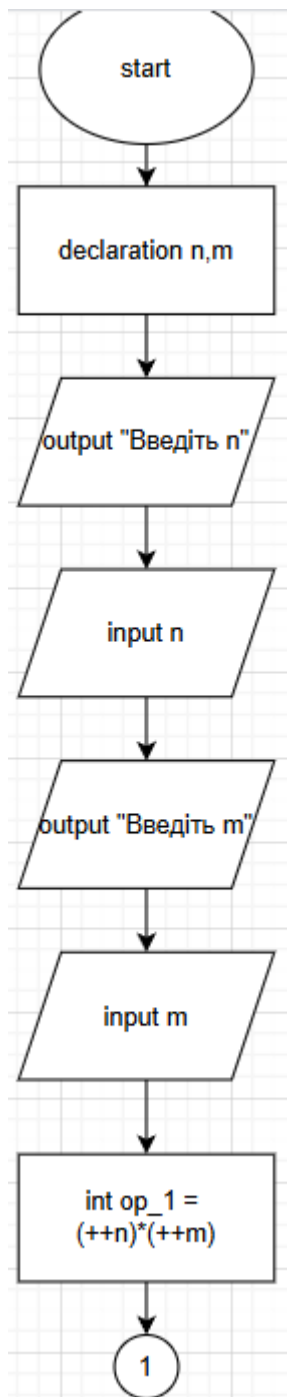 start
declaration n,m
output "Введіть n"
input n
output "Введіть m"
input m
int op_1 =
(++n)*(++m)
1